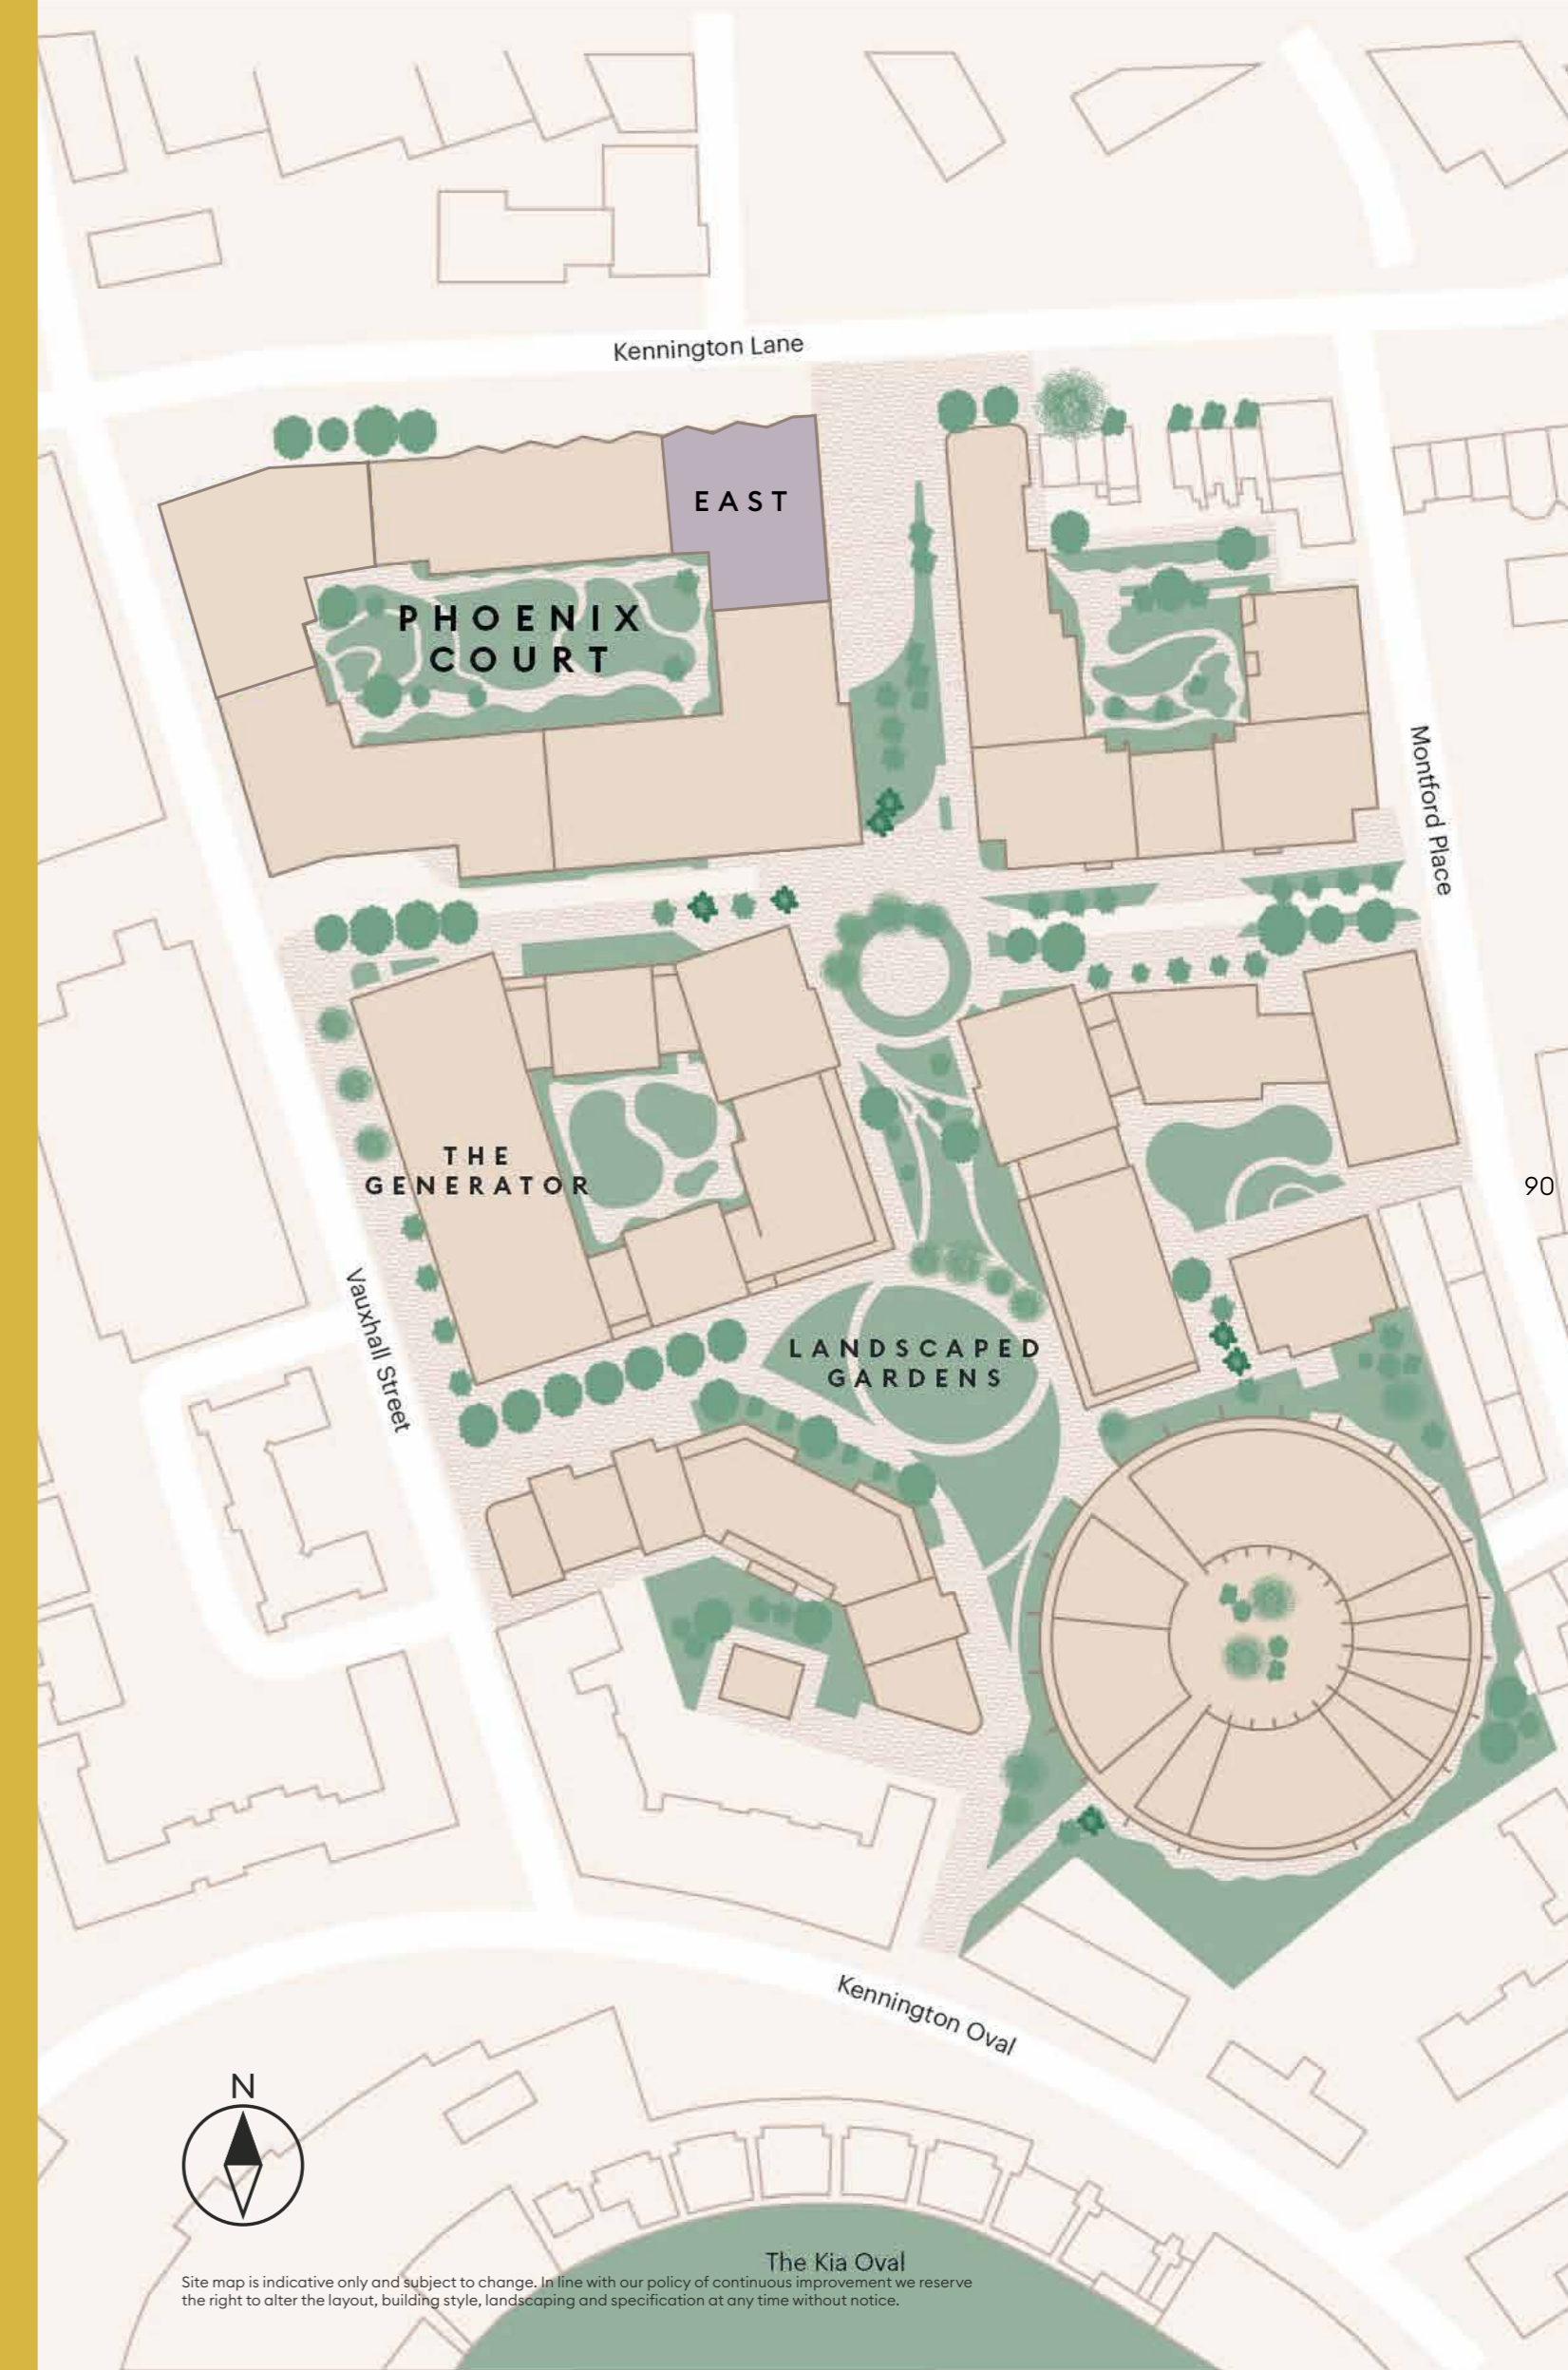 Kennington Lane
EAST
PHOENIX
COURT
Montford Place
THE
GENERATOR
90
Vauxhall Street
LANDSCAPED
GARDENS
Kennington Oval
N
The Kia Oval
Site map is indicative only and subject to change. In line with our policy of continuous improvement we reserve
the right to alter the layout, building style, landscaping and specification at any time without notice.